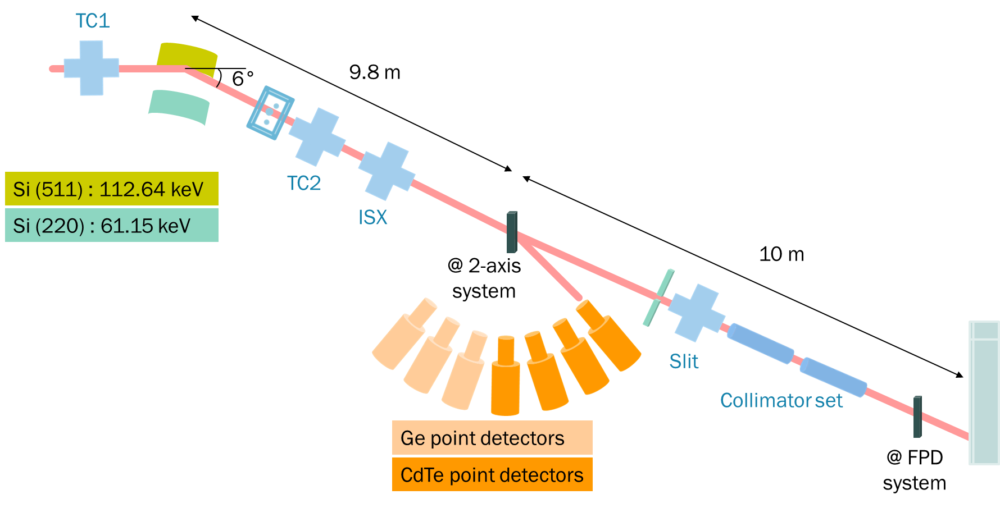 TC1
9.8 m
6°
TC2
Si (511) : 112.64 keV
Si (220) : 61.15 keV
ISX
10 m
@ 2-axis
system
Slit
Collimator set
Ge point detectors
CdTe point detectors
@ FPD
system